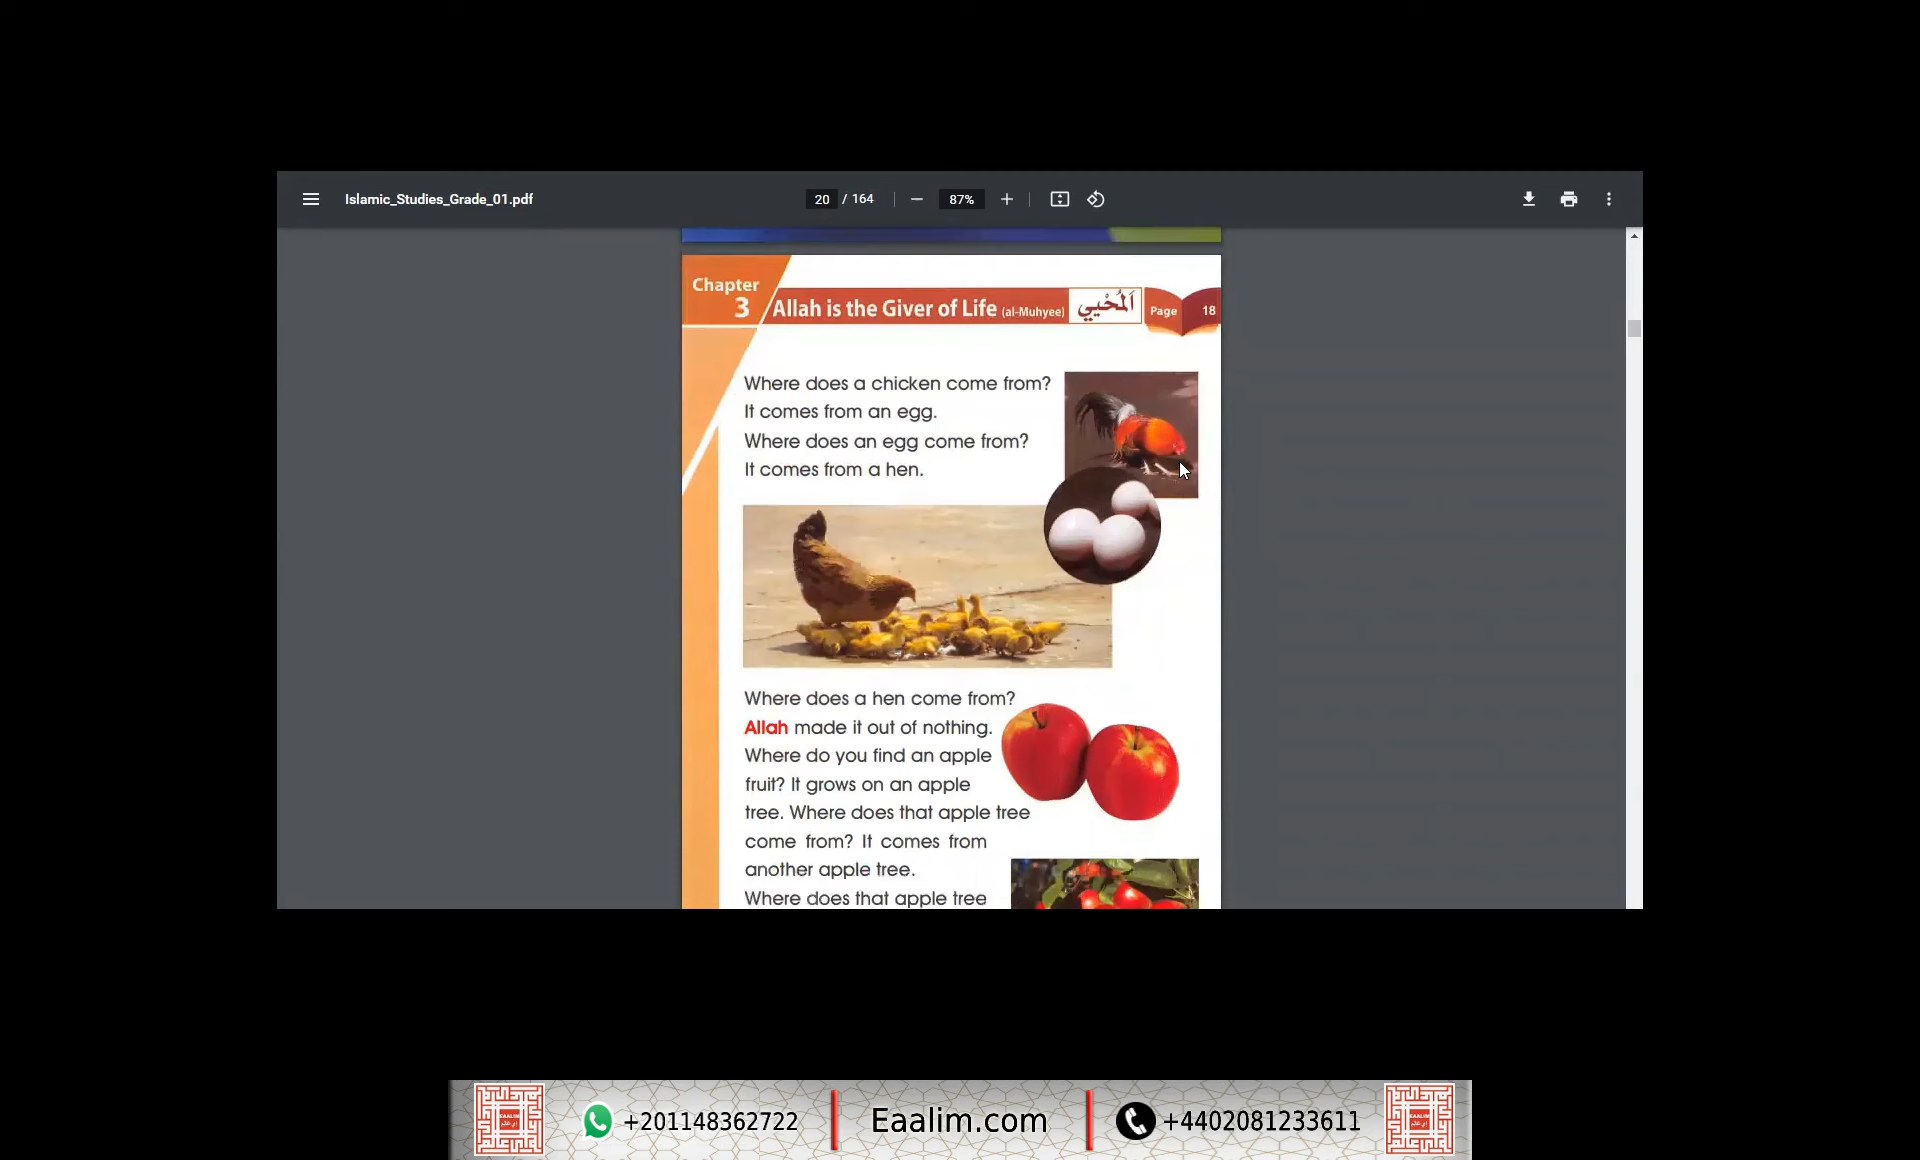 Islamic_Studies_Grade_01.pdf
20 / 164
87%
Chapter
3
Allah is the Giver of Life (al-Muhyee)
اَلْمُحْيِي
Page 18
Where does a chicken come from?
It comes from an egg.
Where does an egg come from?
It comes from a hen.
Where does a hen come from?
Allah made it out of nothing.
Where do you find an apple
fruit? It grows on an apple
tree. Where does that apple tree
come from? It comes from
another apple tree.
Where does that apple tree
+201148362722
Eaalim.com
+4402081233611
EAALIM
EAALIM